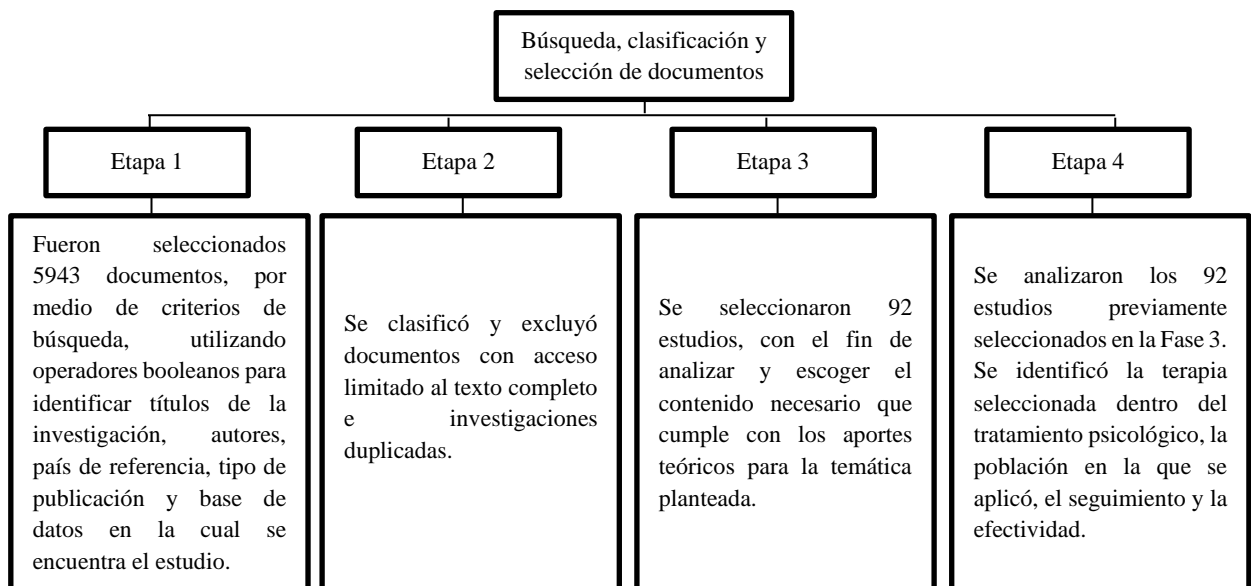 Búsqueda, clasificación y
selección de documentos
Etapa 1
Etapa 2
Etapa 3
Etapa 4
Fueron seleccionados
5943 documentos, por
medio de criterios de
búsqueda, utilizando
operadores booleanos para
identificar títulos de la
investigación, autores,
país de referencia, tipo de
publicación y base de
datos en la cual se
encuentra el estudio.
Se clasificó y excluyó
documentos con acceso
limitado al texto completo
e investigaciones
duplicadas.
Se seleccionaron 92
estudios, con el fin de
analizar y escoger el
contenido necesario que
cumple con los aportes
teóricos para la temática
planteada.
Se analizaron los 92
estudios previamente
seleccionados en la Fase 3.
Se identificó la terapia
seleccionada dentro del
tratamiento psicológico, la
población en la que se
aplicó, el seguimiento y la
efectividad.